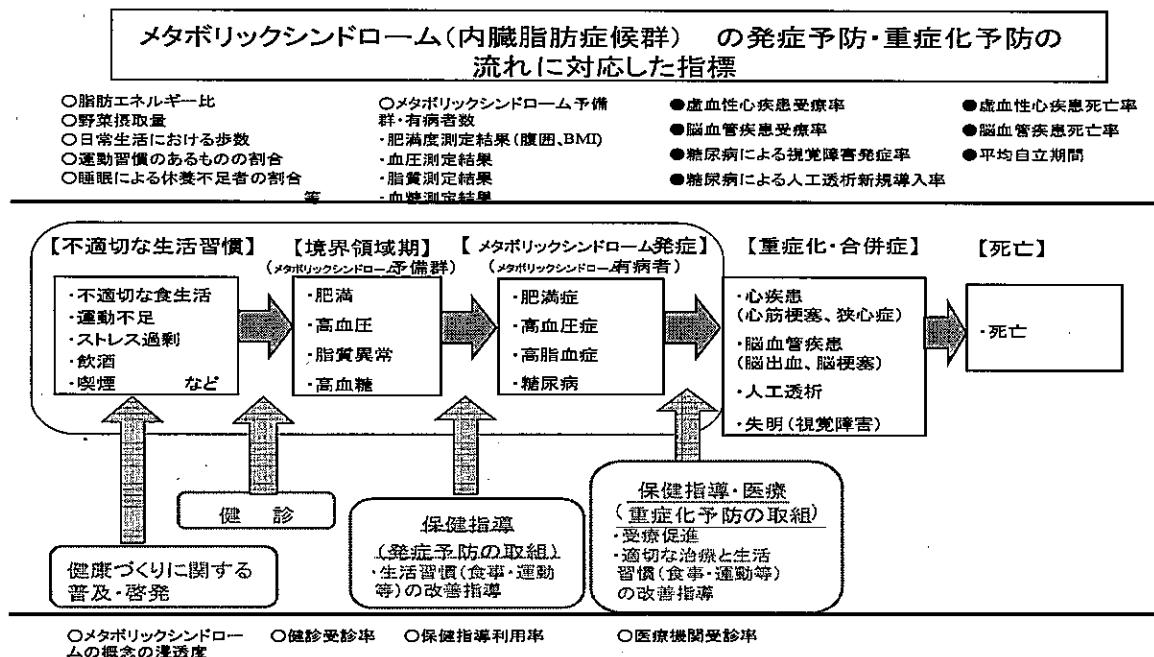 メタボリックシンドローム(内臓脂肪症候群) の発症予防・重症化予防の
流れに対応した指標
○脂肪エネルギー比
○野菜摂取量
○日常生活における歩数
○運動習慣のあるものの割合
○睡眠による休養不足者の割合
等
○メタボリックシンドローム予備
群・有病者数
・肥満度測定結果(腹囲、BMI)
・血圧測定結果
・脂質測定結果
・血糖測定結果
●虚血性心疾患受療率
●脳血管疾患受療率
●糖尿病による視覚障害発症率
●糖尿病による人工透析新規導入率
●虚血性心疾患死亡率
●脳血管疾患死亡率
●平均自立期間
【不適切な生活習慣】
・不適切な食生活
・運動不足
・ストレス過剰
・飲酒
・喫煙 など
【境界領域期】
(メタボリックシンドローム予備群)
・肥満
・高血圧
・脂質異常
・高血糖
【メタボリックシンドローム発症】
(メタボリックシンドローム有病者)
・肥満症
・高血圧症
・高脂血症
・糖尿病
【重症化・合併症】
・心疾患
(心筋梗塞、狭心症)
・脳血管疾患
(脳出血、脳梗塞)
・人工透析
・失明(視覚障害)
【死亡】
・死亡
健康づくりに関する
普及・啓発
健 診
保健指導
(発症予防の取組)
・生活習慣(食事・運動
等)の改善指導
保健指導・医療
(重症化予防の取組)
・受療促進
・適切な治療と生活
習慣(食事・運動等)
の改善指導
○メタボリックシンドロー
ムの概念の浸透度
○健診受診率
○保健指導利用率
○医療機関受診率